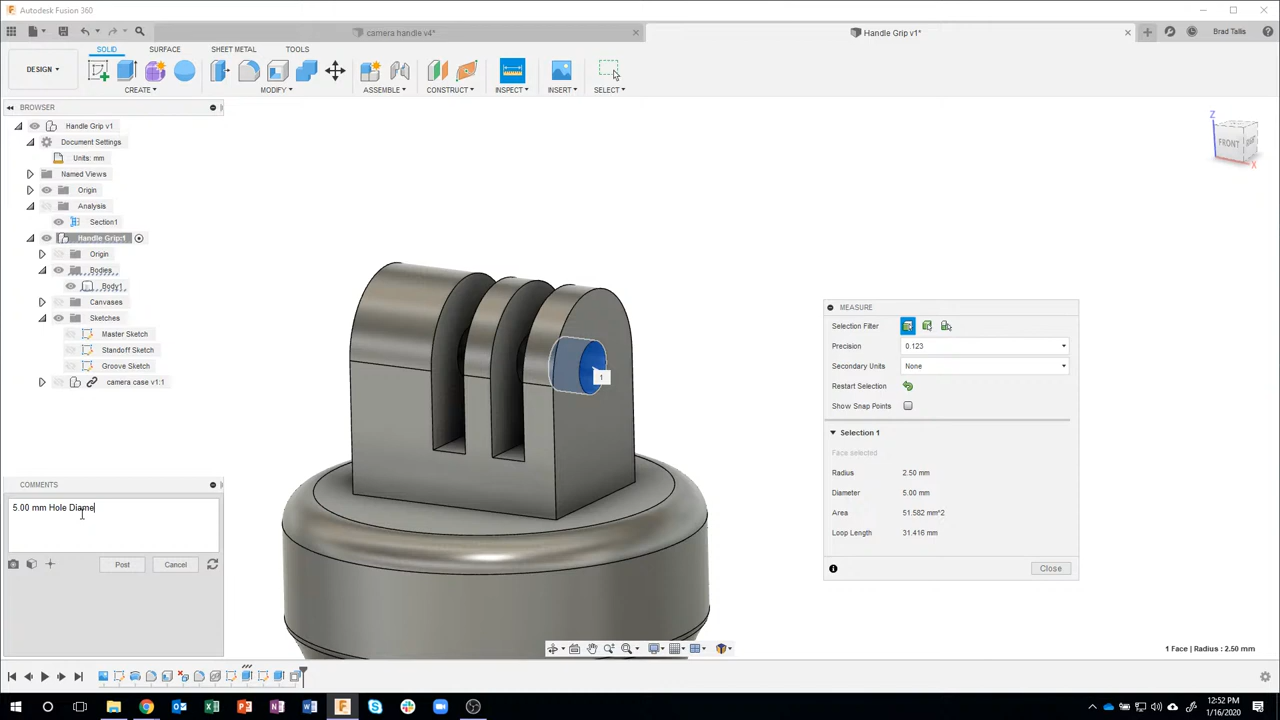 Autodesk Fusion 360
camera handle v4*
Handle Grip v1*
Brad Tallis
DESIGN
SOLID
SURFACE
SHEET METAL
TOOLS
CREATE
MODIFY
ASSEMBLE
CONSTRUCT
INSPECT
INSERT
SELECT
BROWSER
Handle Grip v1
Document Settings
Units: mm
Named Views
Origin
Analysis
Section1
Handle Grip:1
Origin
Bodies
Body1
Canvases
Sketches
Master Sketch
Standoff Sketch
Groove Sketch
camera case v1:1
Z
FRONT
X
1
MEASURE
Selection Filter
Precision 0.123
Secondary Units None
Restart Selection
Show Snap Points
Selection 1
Face selected
Radius 2.50 mm
Diameter 5.00 mm
Area 51.582 mm^2
Loop Length 31.416 mm
Close
COMMENTS
5.00 mm Hole Diame
Post Cancel
1 Face | Radius : 2.50 mm
12:52 PM
1/16/2020